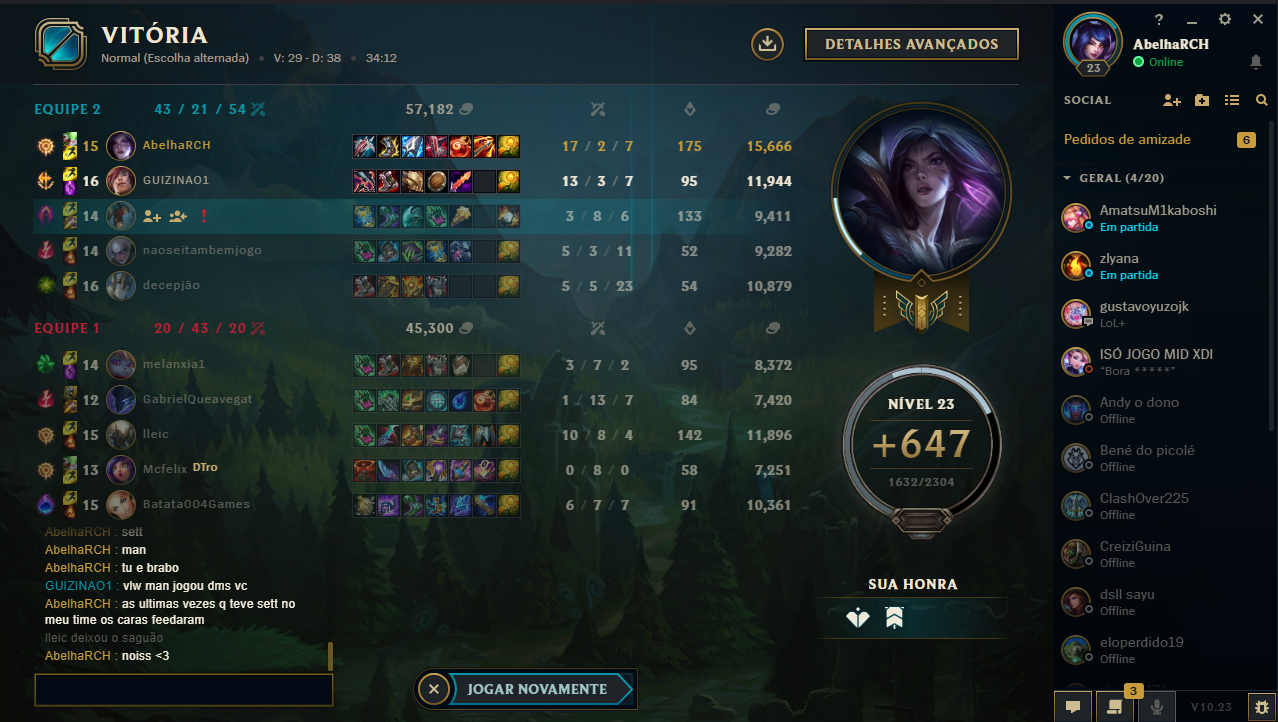 VITÓRIA
Normal (Escolha alternada) • V: 29 - D: 38 • 34:12
DETALHES AVANÇADOS
EQUIPE 2 43 / 21 / 54 57,182
15 AbelhaRCH 17 / 2 / 7 175 15,666
16 GUIZINAO1 13 / 3 / 7 95 11,944
14 ! 3 / 8 / 6 133 9,411
14 naoseitambemjogo 5 / 3 / 11 52 9,282
16 decepjão 5 / 5 / 23 54 10,879
EQUIPE 1 20 / 43 / 20 45,300
14 melanxia1 3 / 7 / 2 95 8,372
12 GabrielQueavegat 1 / 13 / 7 84 7,420
15 lleic 10 / 8 / 4 142 11,896
13 Mcfelix DTro 0 / 8 / 0 58 7,251
15 Batata004Games 6 / 7 / 7 91 10,361
AbelhaRCH : sett
AbelhaRCH : man
AbelhaRCH : tu e brabo
GUIZINAO1 : vlw man jogou dms vc
AbelhaRCH : as ultimas vezes q teve sett no
meu time os caras feedaram
lleic deixou o saguão
AbelhaRCH : noiss <3
JOGAR NOVAMENTE
NÍVEL 23
+647
1632/2304
SUA HONRA
?
23
AbelhaRCH
Online
SOCIAL
Pedidos de amizade 6
GERAL (4/20)
AmatsuM1kaboshi
Em partida
zlyana
Em partida
gustavoyuzojk
LoL+
ISÓ JOGO MID XDI
"Bora *****"
Andy o dono
Offline
Bené do picolé
Offline
ClashOver225
Offline
CreiziGuina
Offline
dsll sayu
Offline
eloperdido19
Offline
3
V10.23